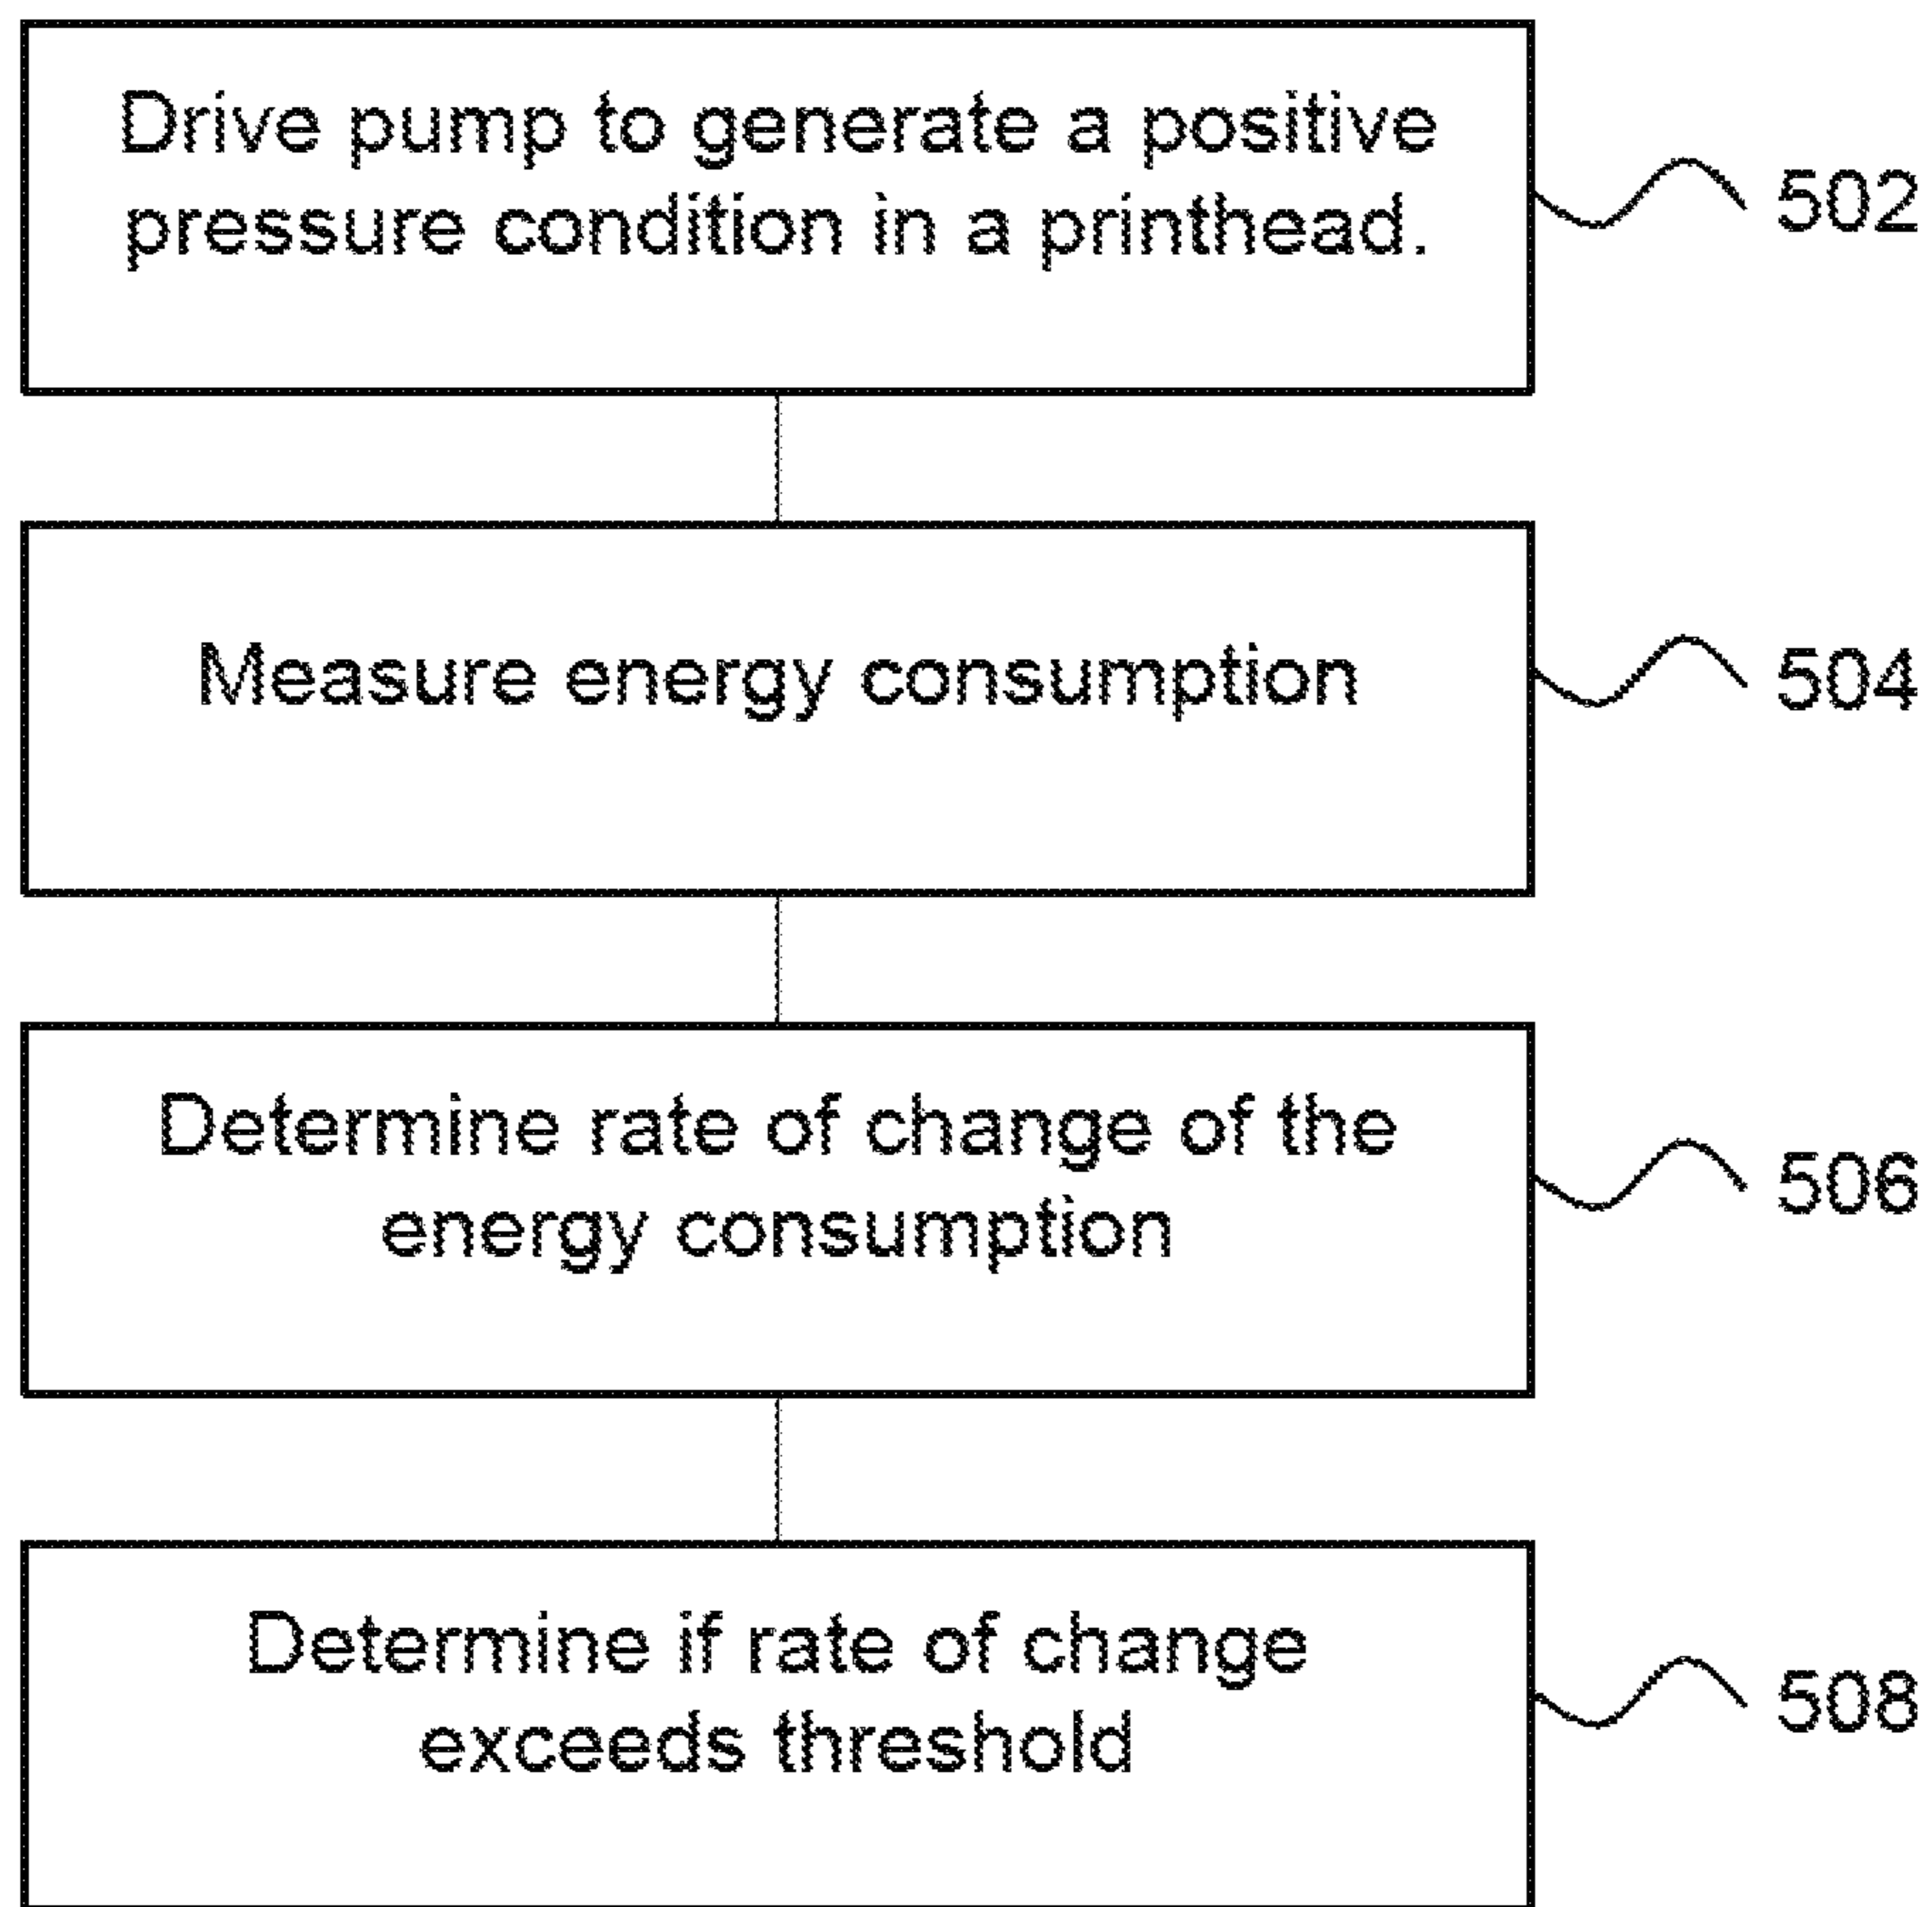 Drive pump to generate a positive
pressure condition in a printhead.
502
Measure energy consumption
504
Determine rate of change of the
energy consumption
506
Determine if rate of change
exceeds threshold
508